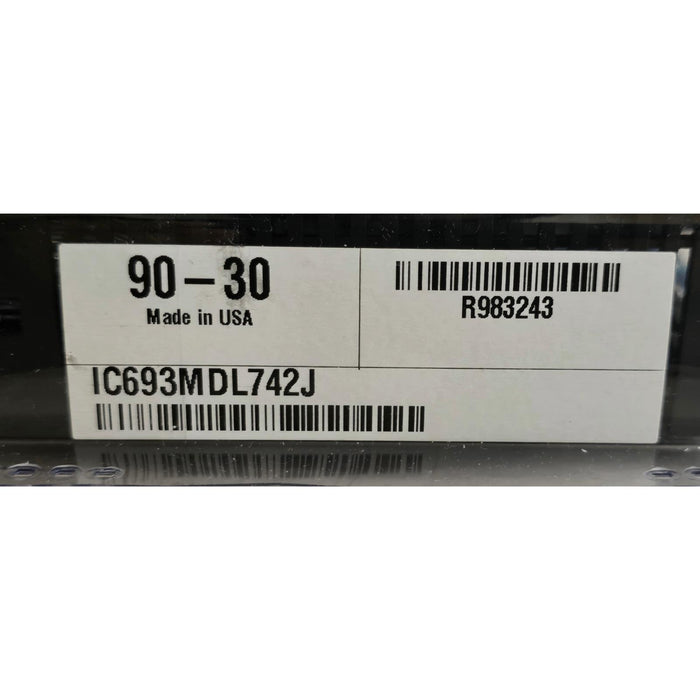 90-30
Made in USA
R983243
IC693MDL742J